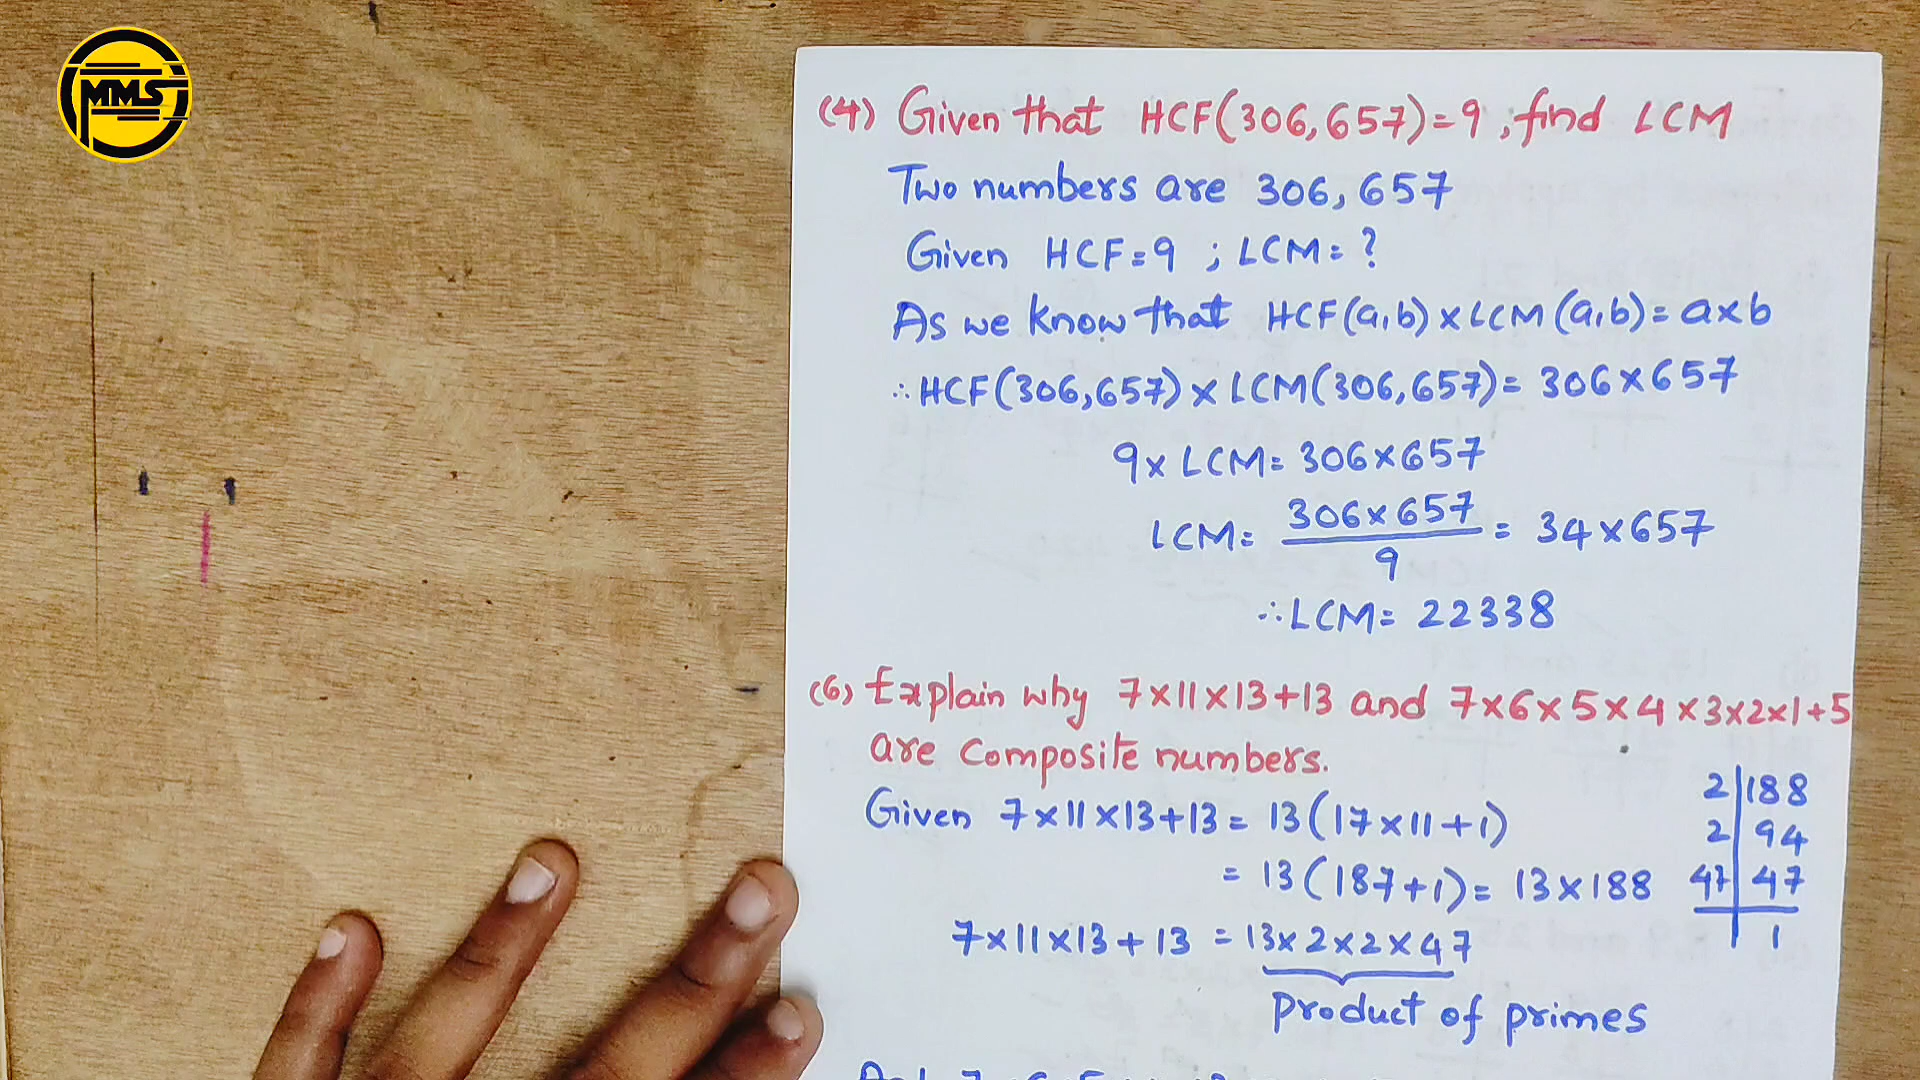 MMS
(4) Given that HCF(306,657)=9, find LCM
Two numbers are 306, 657
Given HCF=9 ; LCM= ?
As we know that HCF(a,b)×LCM(a,b)= a×b
∴HCF(306,657)×LCM(306,657)= 306×657
9× LCM= 306×657
LCM= 306×657/9 = 34×657
∴LCM= 22338
(6) Explain why 7×11×13+13 and 7×6×5×4×3×2×1+5
are composite numbers.
Given 7×11×13+13 = 13(17×11+1)
= 13(187+1)= 13×188
7×11×13+13 = 13×2×2×47
product of primes
2|188
2|94
47|47
1